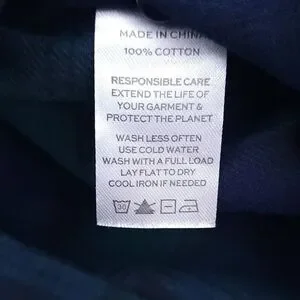 MADE IN CHINA
100% COTTON
RESPONSIBLE CARE
EXTEND THE LIFE OF
YOUR GARMENT &
PROTECT THE PLANET
WASH LESS OFTEN
USE COLD WATER
WASH WITH A FULL LOAD
LAY FLAT TO DRY
COOL IRON IF NEEDED
30